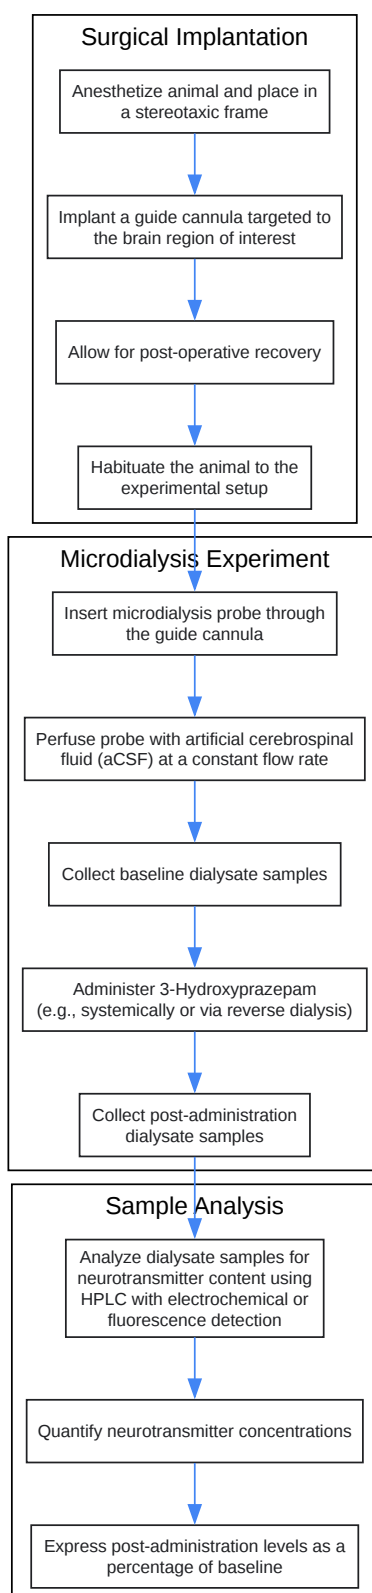 Surgical Implantation
Anesthetize animal and place in
a stereotaxic frame
Implant a guide cannula targeted to
the brain region of interest
Allow for post-operative recovery
Habituate the animal to the
experimental setup
Microdialysis Experiment
Insert microdialysis probe through
the guide cannula
Perfuse probe with artificial cerebrospinal
fluid (aCSF) at a constant flow rate
Collect baseline dialysate samples
Administer 3-Hydroxyprazepam
(e.g., systemically or via reverse dialysis)
Collect post-administration
dialysate samples
Sample Analysis
Analyze dialysate samples for
neurotransmitter content using
HPLC with electrochemical or
fluorescence detection
Quantify neurotransmitter concentrations
Express post-administration levels as a
percentage of baseline